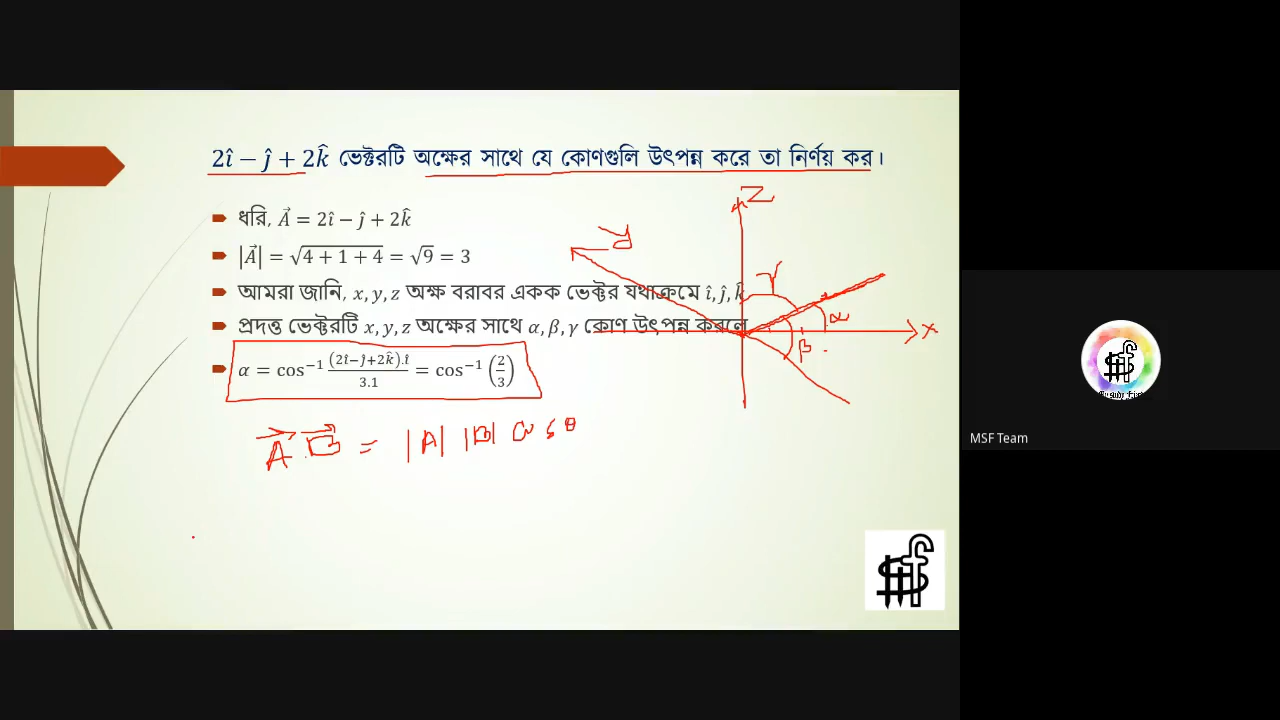 2î − ĵ + 2k̂ ভেক্টরটি অক্ষের সাথে যে কোণগুলি উৎপন্ন করে তা নির্ণয় কর।
ধরি, A⃗ = 2î − ĵ + 2k̂
|A⃗| = √(4 + 1 + 4) = √9 = 3
আমরা জানি, x, y, z অক্ষ বরাবর একক ভেক্টর যথাক্রমে î, ĵ, k̂
প্রদত্ত ভেক্টরটি x, y, z অক্ষের সাথে α, β, γ কোণ উৎপন্ন করলে
α = cos⁻¹ (2î−ĵ+2k̂).î / 3.1 = cos⁻¹ (2/3)
A⃗.B⃗ = |A| |B| cos θ
Z
y
γ
α
x
β
MSF Team